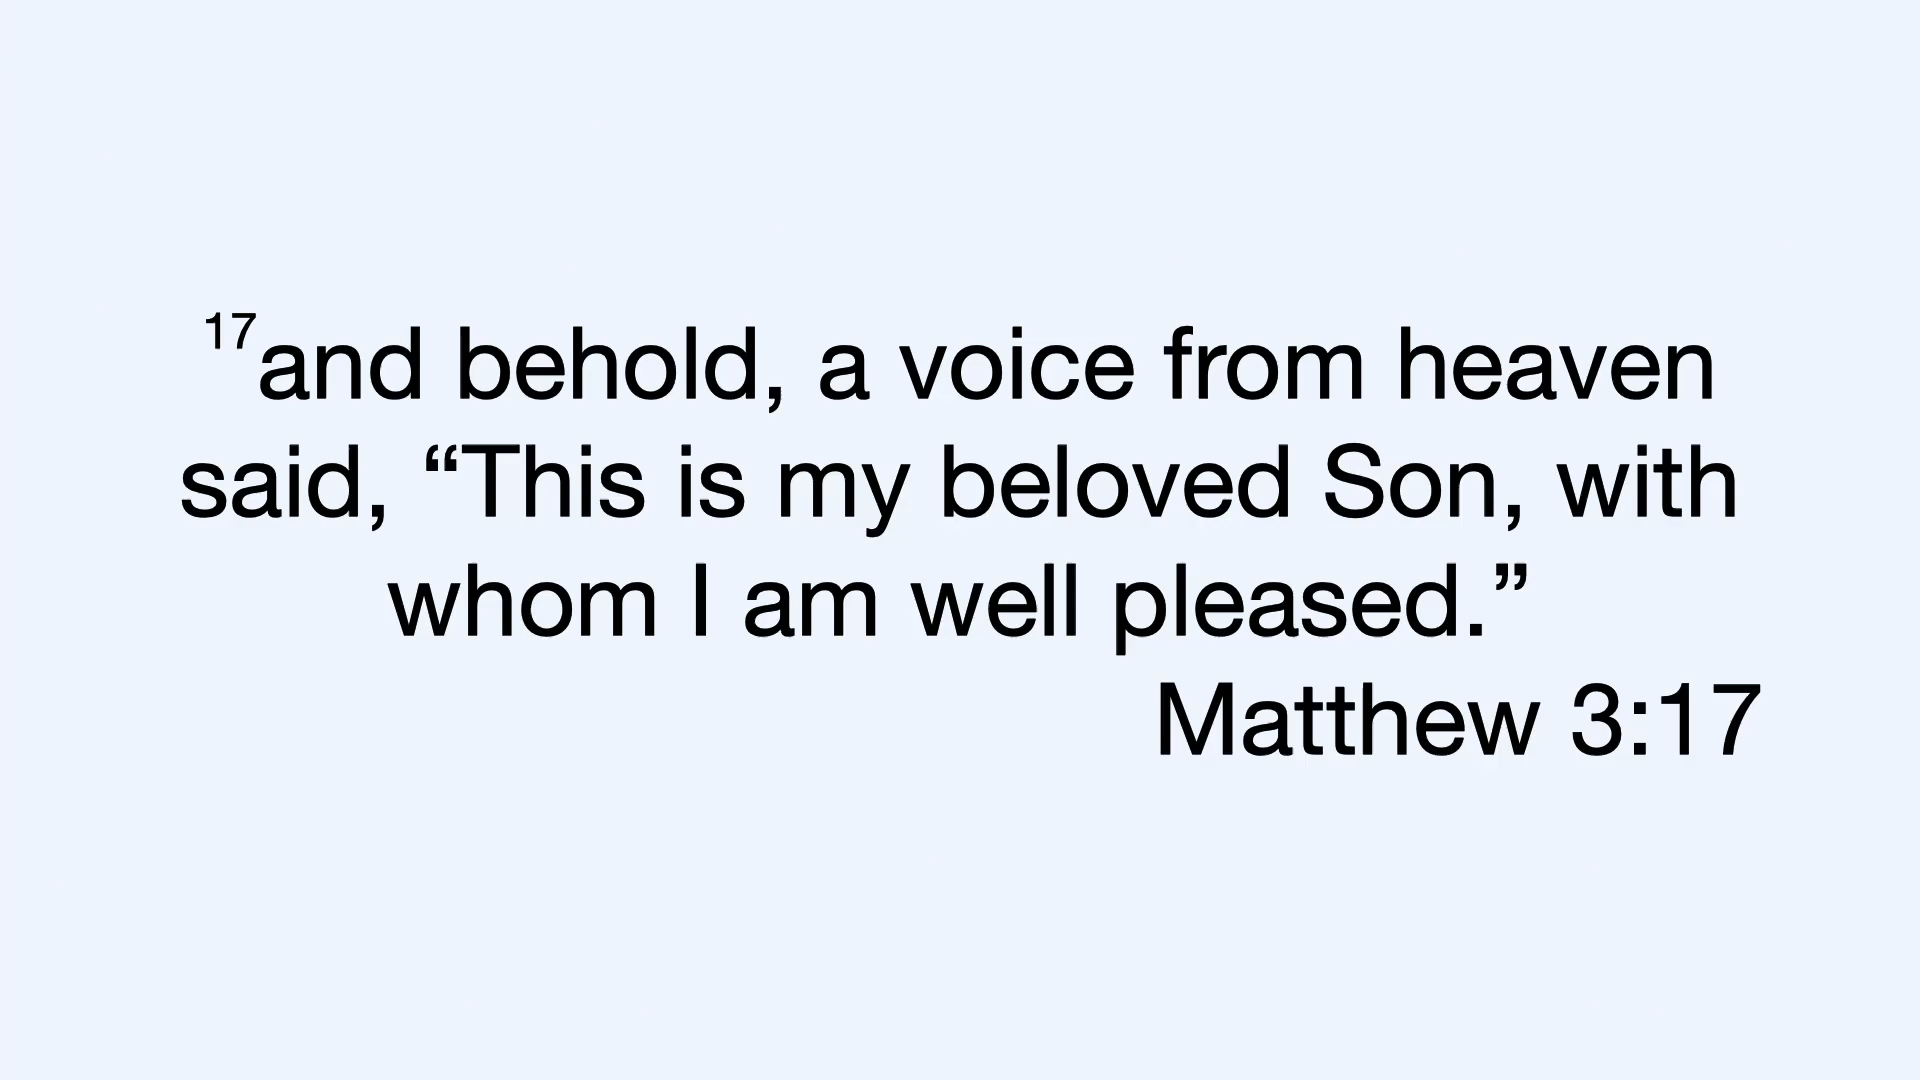 17and behold, a voice from heaven
said, “This is my beloved Son, with
whom I am well pleased.”
Matthew 3:17